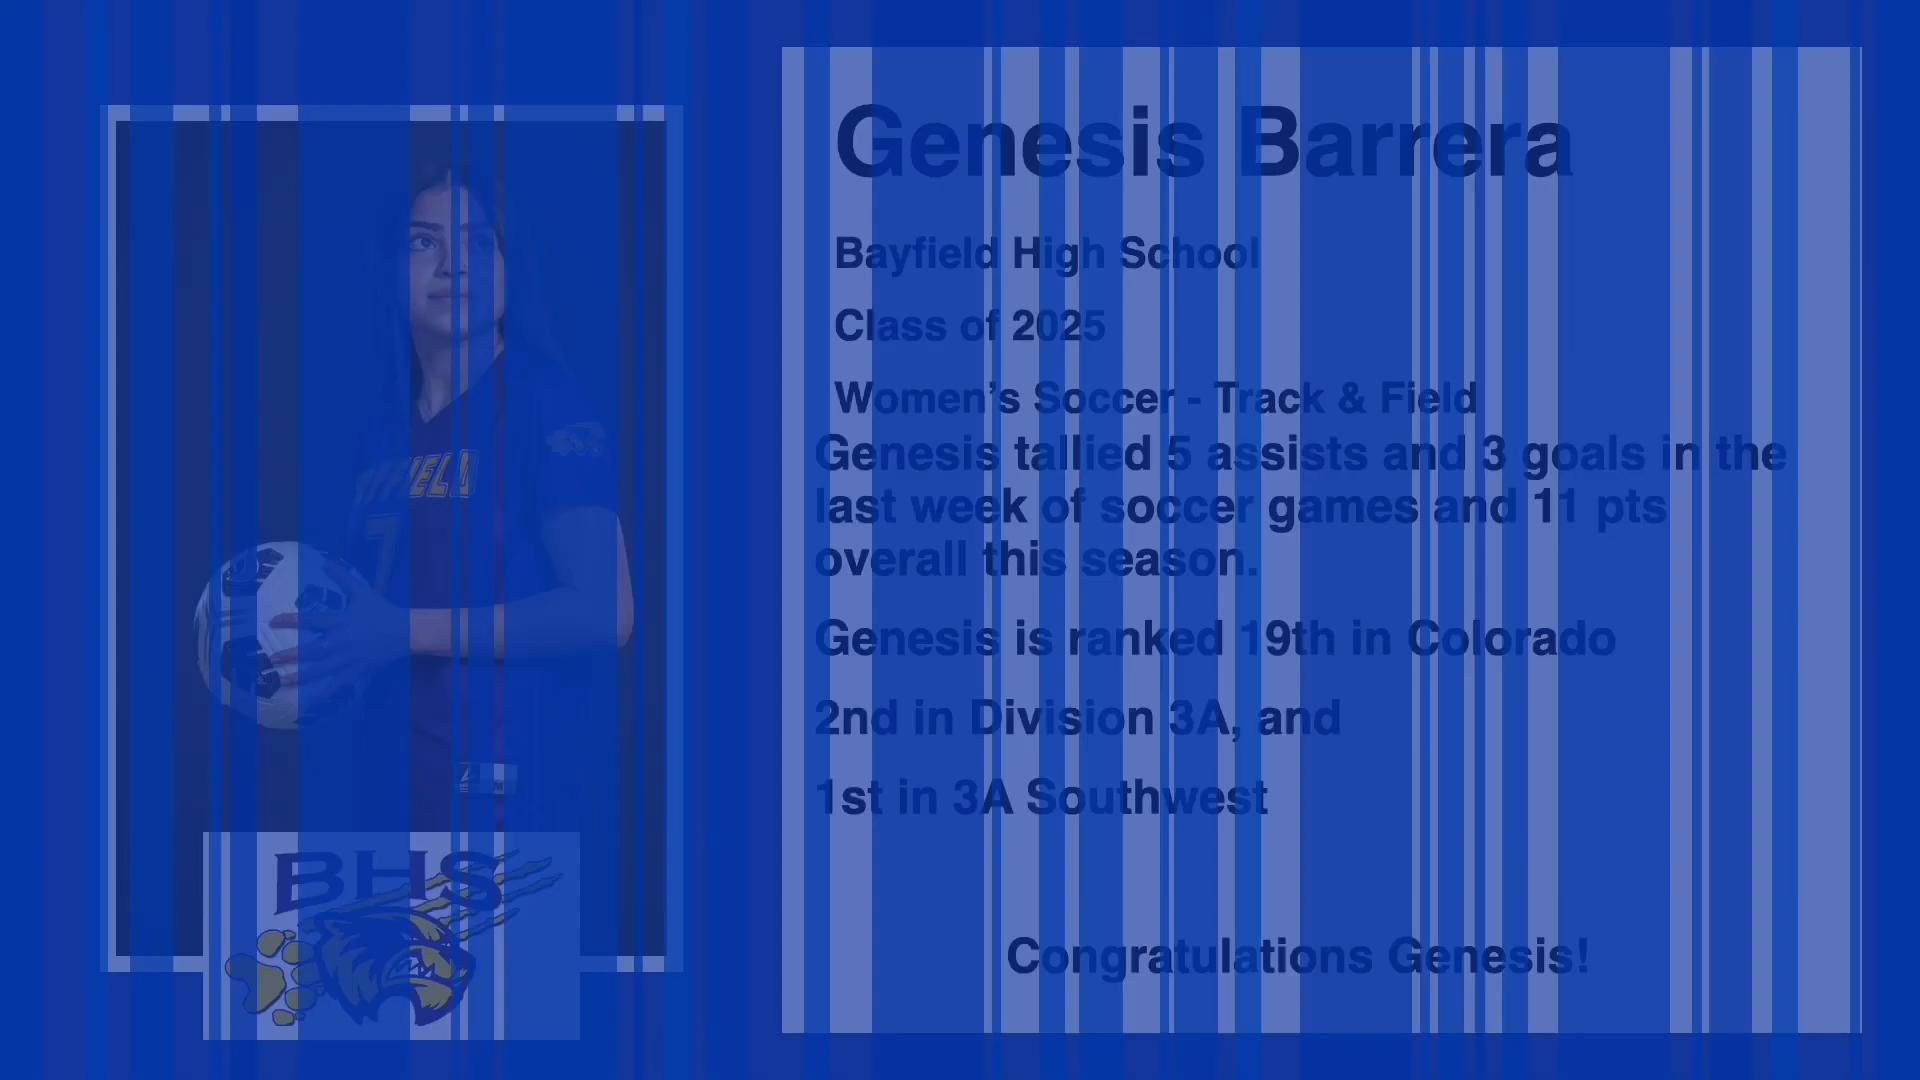 Genesis Barrera
Bayfield High School
Class of 2025
Women’s Soccer - Track & Field
Genesis tallied 5 assists and 3 goals in the
last week of soccer games and 11 pts
overall this season.
Genesis is ranked 19th in Colorado
2nd in Division 3A, and
1st in 3A Southwest
Congratulations Genesis!
7
BHS